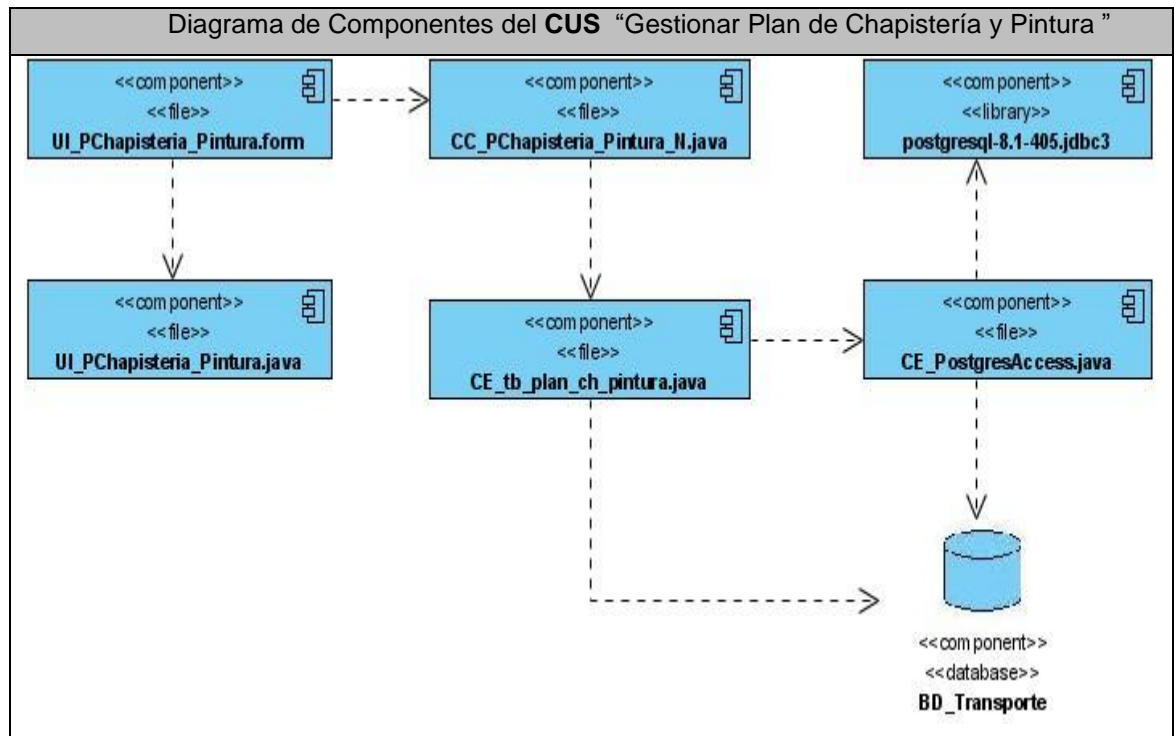 Diagrama de Componentes del CUS “Gestionar Plan de Chapistería y Pintura ”
<<component>>
<<file>>
UI_PChapisteria_Pintura.form
<<component>>
<<file>>
CC_PChapisteria_Pintura_N.java
<<component>>
<<library>>
postgresql-8.1-405.jdbc3
<<component>>
<<file>>
UI_PChapisteria_Pintura.java
<<component>>
<<file>>
CE_tb_plan_ch_pintura.java
<<component>>
<<file>>
CE_PostgresAccess.java
<<component>>
<<database>>
BD_Transporte